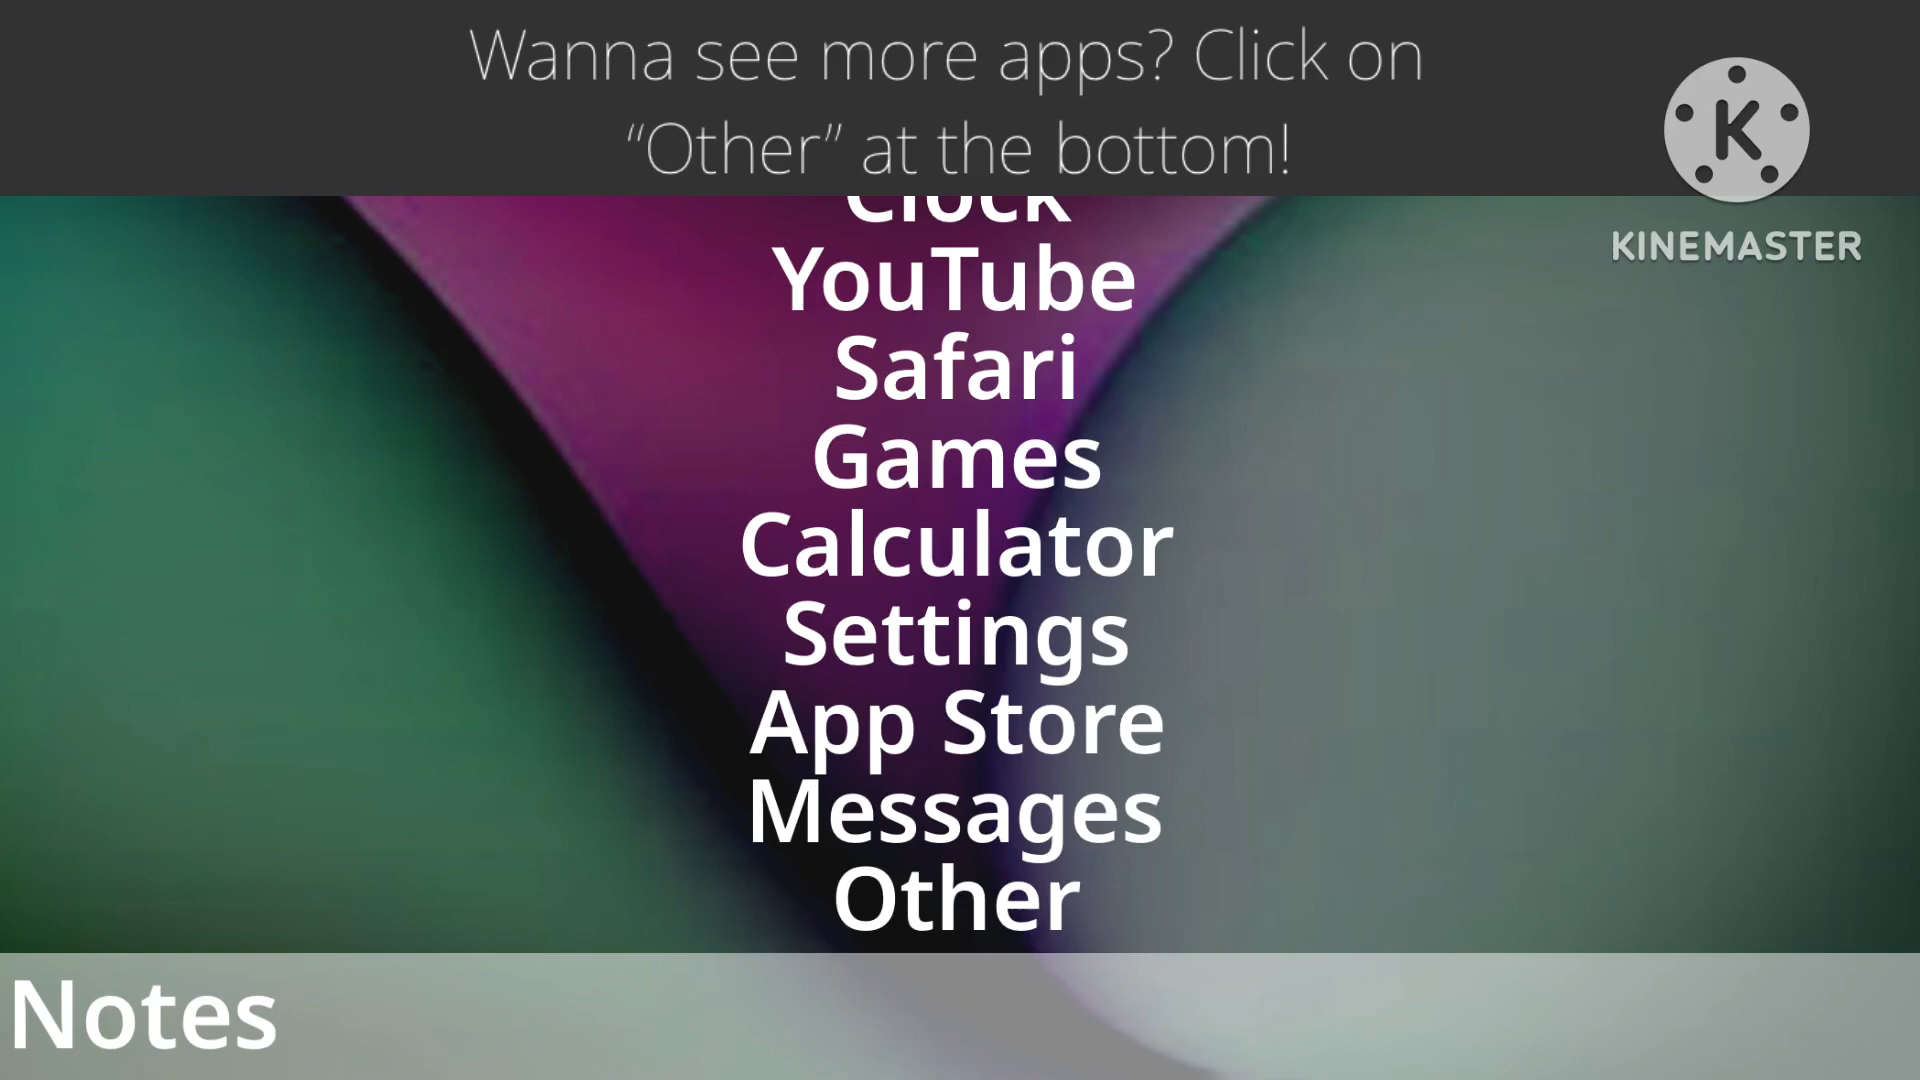 Wanna see more apps? Click on
“Other” at the bottom!
K
KINEMASTER
Clock
YouTube
Safari
Games
Calculator
Settings
App Store
Messages
Other
Notes